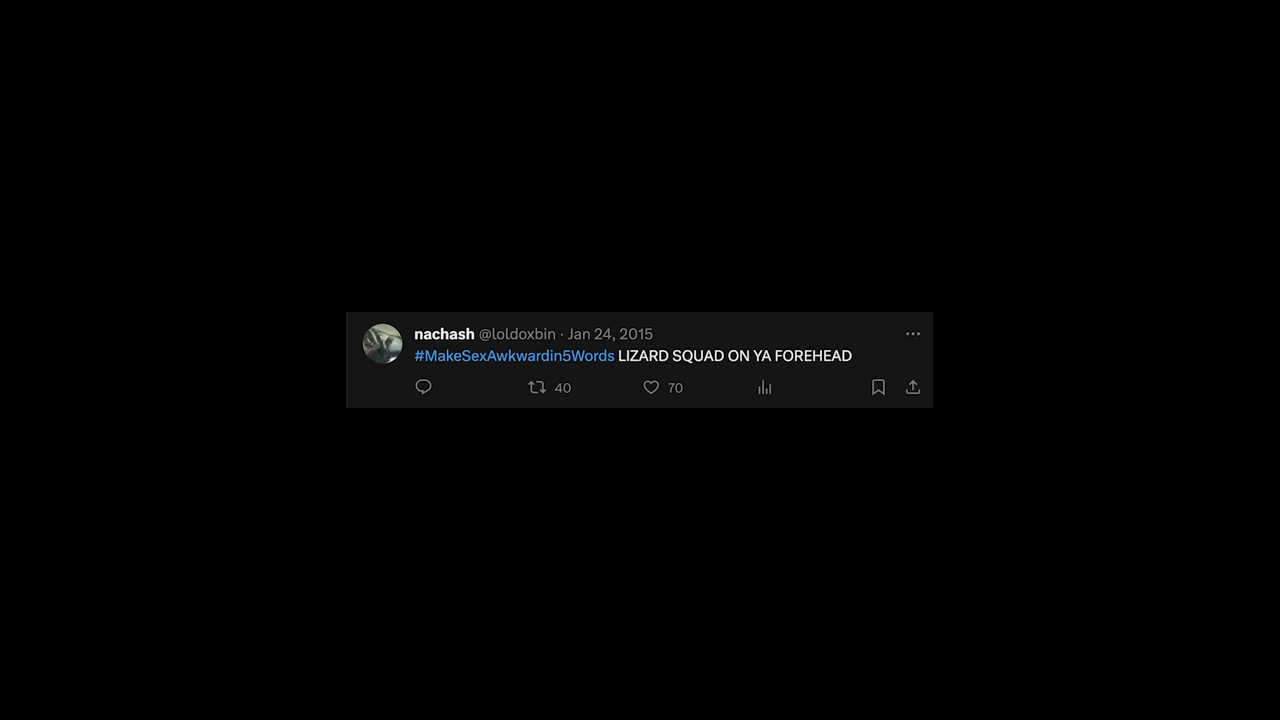 nachash @loldoxbin · Jan 24, 2015
#MakeSexAwkwardin5Words LIZARD SQUAD ON YA FOREHEAD
40 70